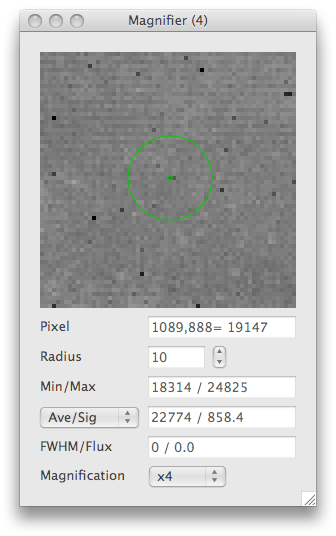 Magnifier (4)
Pixel 1089,888= 19147
Radius 10
Min/Max 18314 / 24825
Ave/Sig 22774 / 858.4
FWHM/Flux 0 / 0.0
Magnification x4